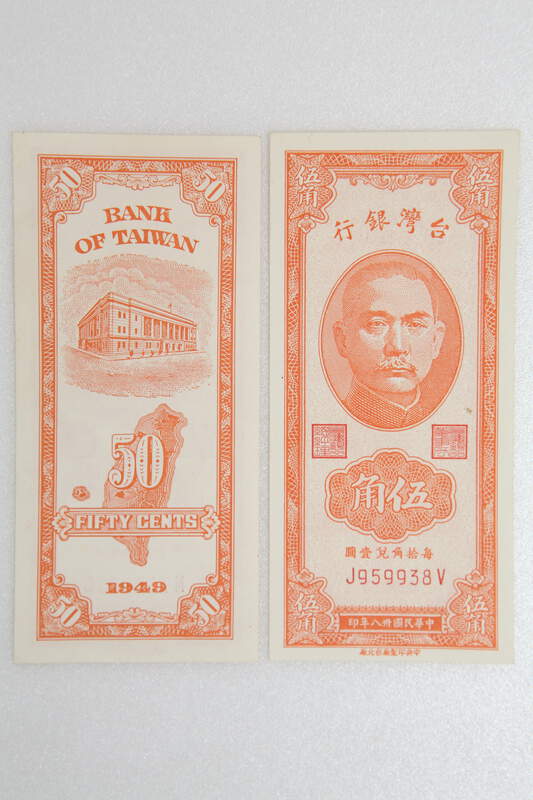 50
50
BANK
OF TAIWAN
50
FIFTY CENTS
1949
50
50
伍角
伍角
台灣銀行
伍角
每拾角兌壹圓
J959938V
伍角
伍角
中華民國卅八年印